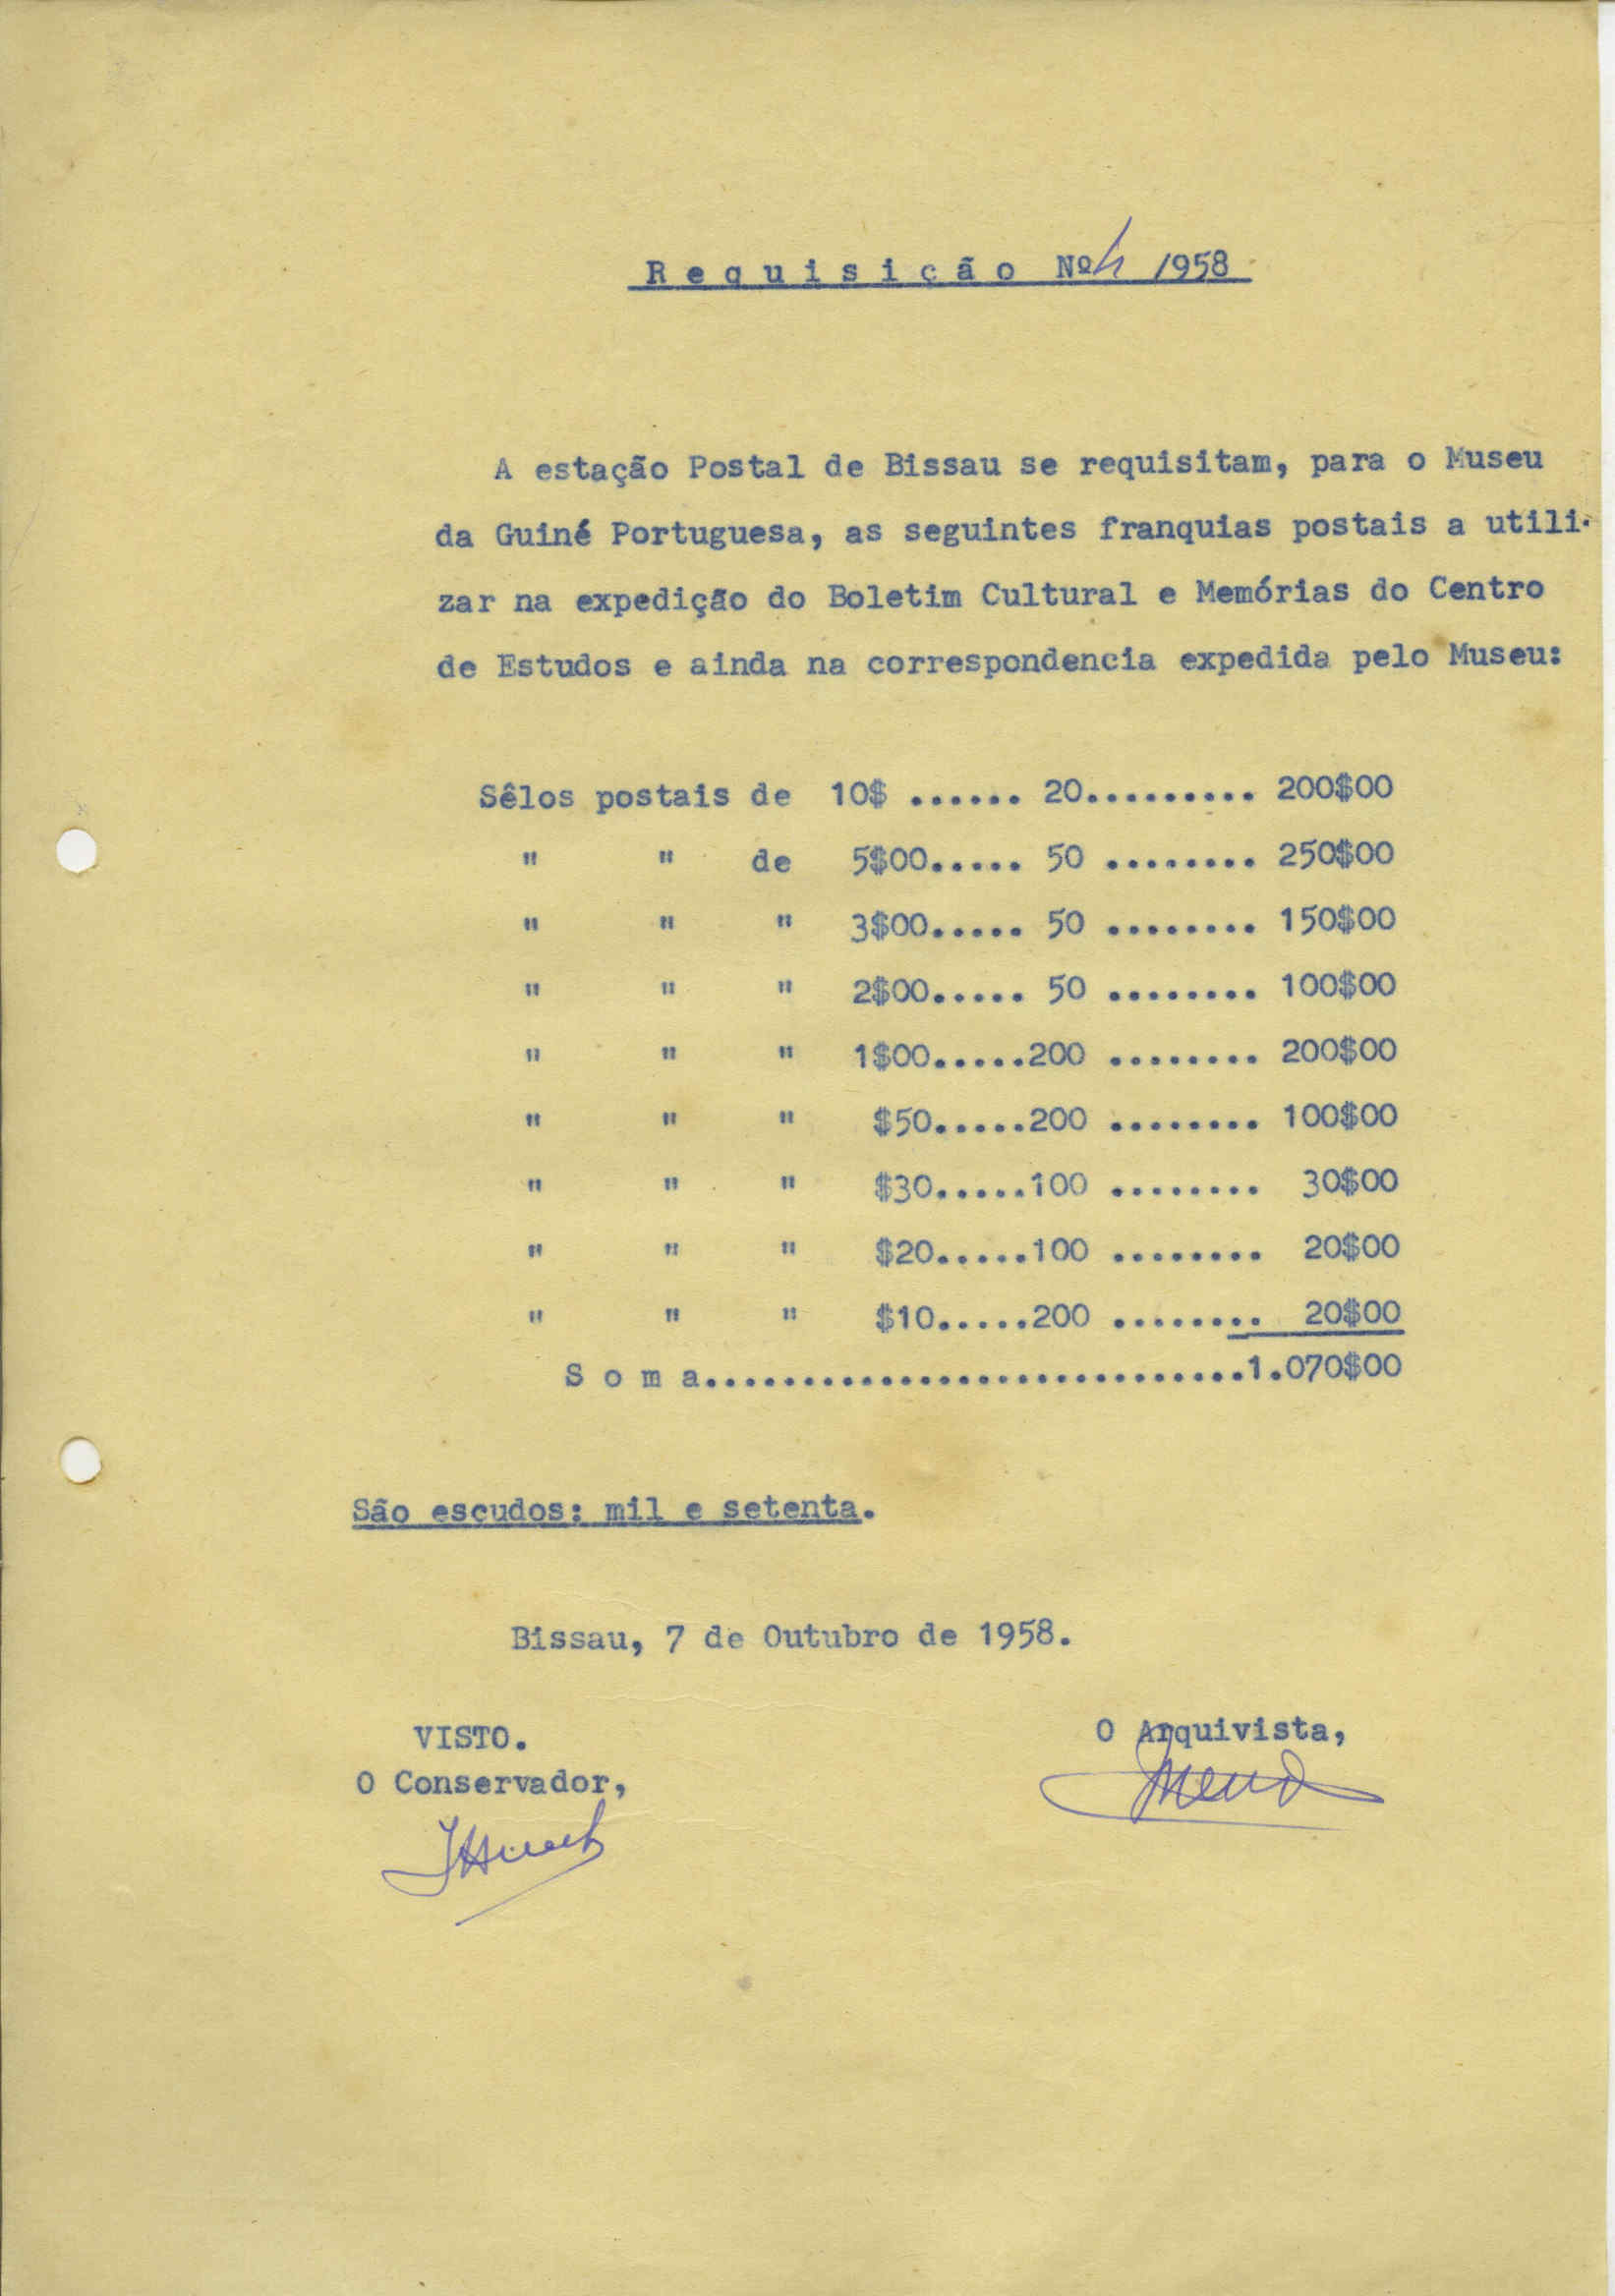 Requisição Nº 4 /1958
A estação Postal de Bissau se requisitam, para o Museu
da Guiné Portuguesa, as seguintes franquias postais a utili-
zar na expedição do Boletim Cultural e Memórias do Centro
de Estudos e ainda na correspondencia expedida pelo Museu:
Sêlos postais de 10$ ...... 20......... 200$00
" " de 5$00..... 50 ........ 250$00
" " " 3$00..... 50 ........ 150$00
" " " 2$00..... 50 ........ 100$00
" " " 1$00.....200 ........ 200$00
" " " $50.....200 ........ 100$00
" " " $30.....100 ........ 30$00
" " " $20.....100 ........ 20$00
" " " $10.....200 ........ 20$00
S o m a............................1.070$00
São escudos: mil e setenta.
Bissau, 7 de Outubro de 1958.
VISTO.
O Conservador,
O Arquivista,